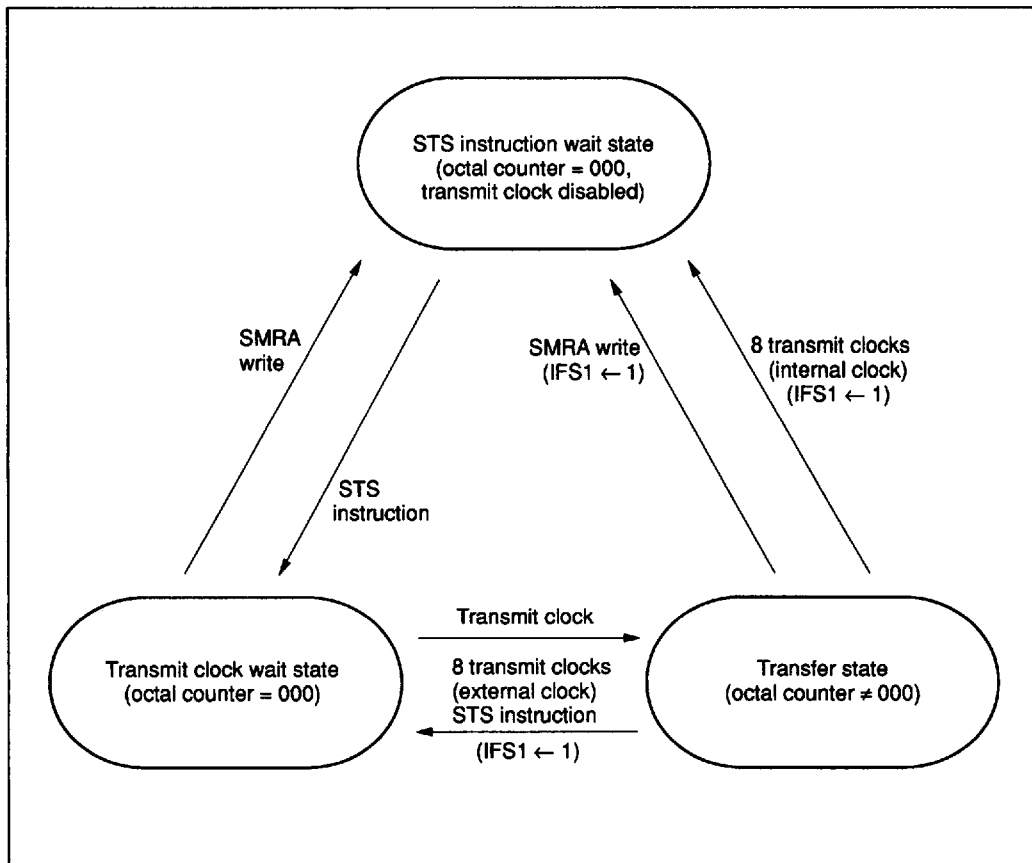 STS instruction wait state
(octal counter = 000,
transmit clock disabled)
SMRA
write
SMRA write
(IFS1 ← 1)
8 transmit clocks
(internal clock)
(IFS1 ← 1)
STS
instruction
Transmit clock
Transmit clock wait state
(octal counter = 000)
8 transmit clocks
(external clock)
STS instruction
(IFS1 ← 1)
Transfer state
(octal counter ≠ 000)